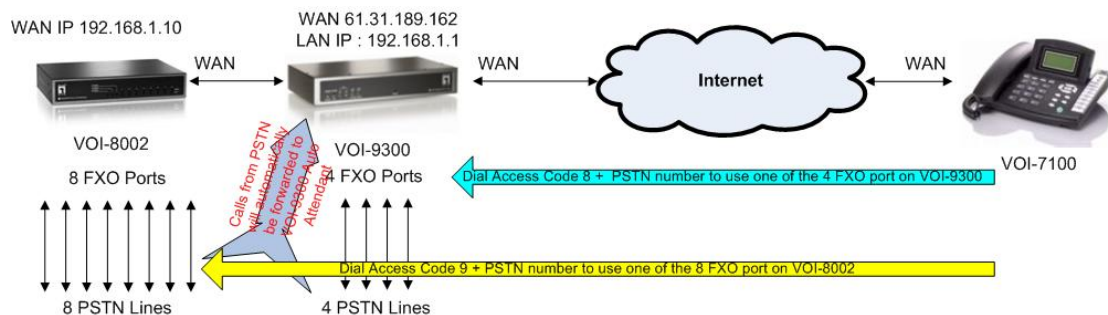 WAN IP 192.168.1.10
WAN 61.31.189.162
LAN IP : 192.168.1.1
WAN
WAN
Internet
WAN
VOI-8002
8 FXO Ports
VOI-9300
4 FXO Ports
VOI-7100
Calls from PSTN
will automatically
be forwarded to
VOI-9300 Auto
Attendant
Dial Access Code 8 + PSTN number to use one of the 4 FXO port on VOI-9300
Dial Access Code 9 + PSTN number to use one of the 8 FXO port on VOI-8002
8 PSTN Lines
4 PSTN Lines